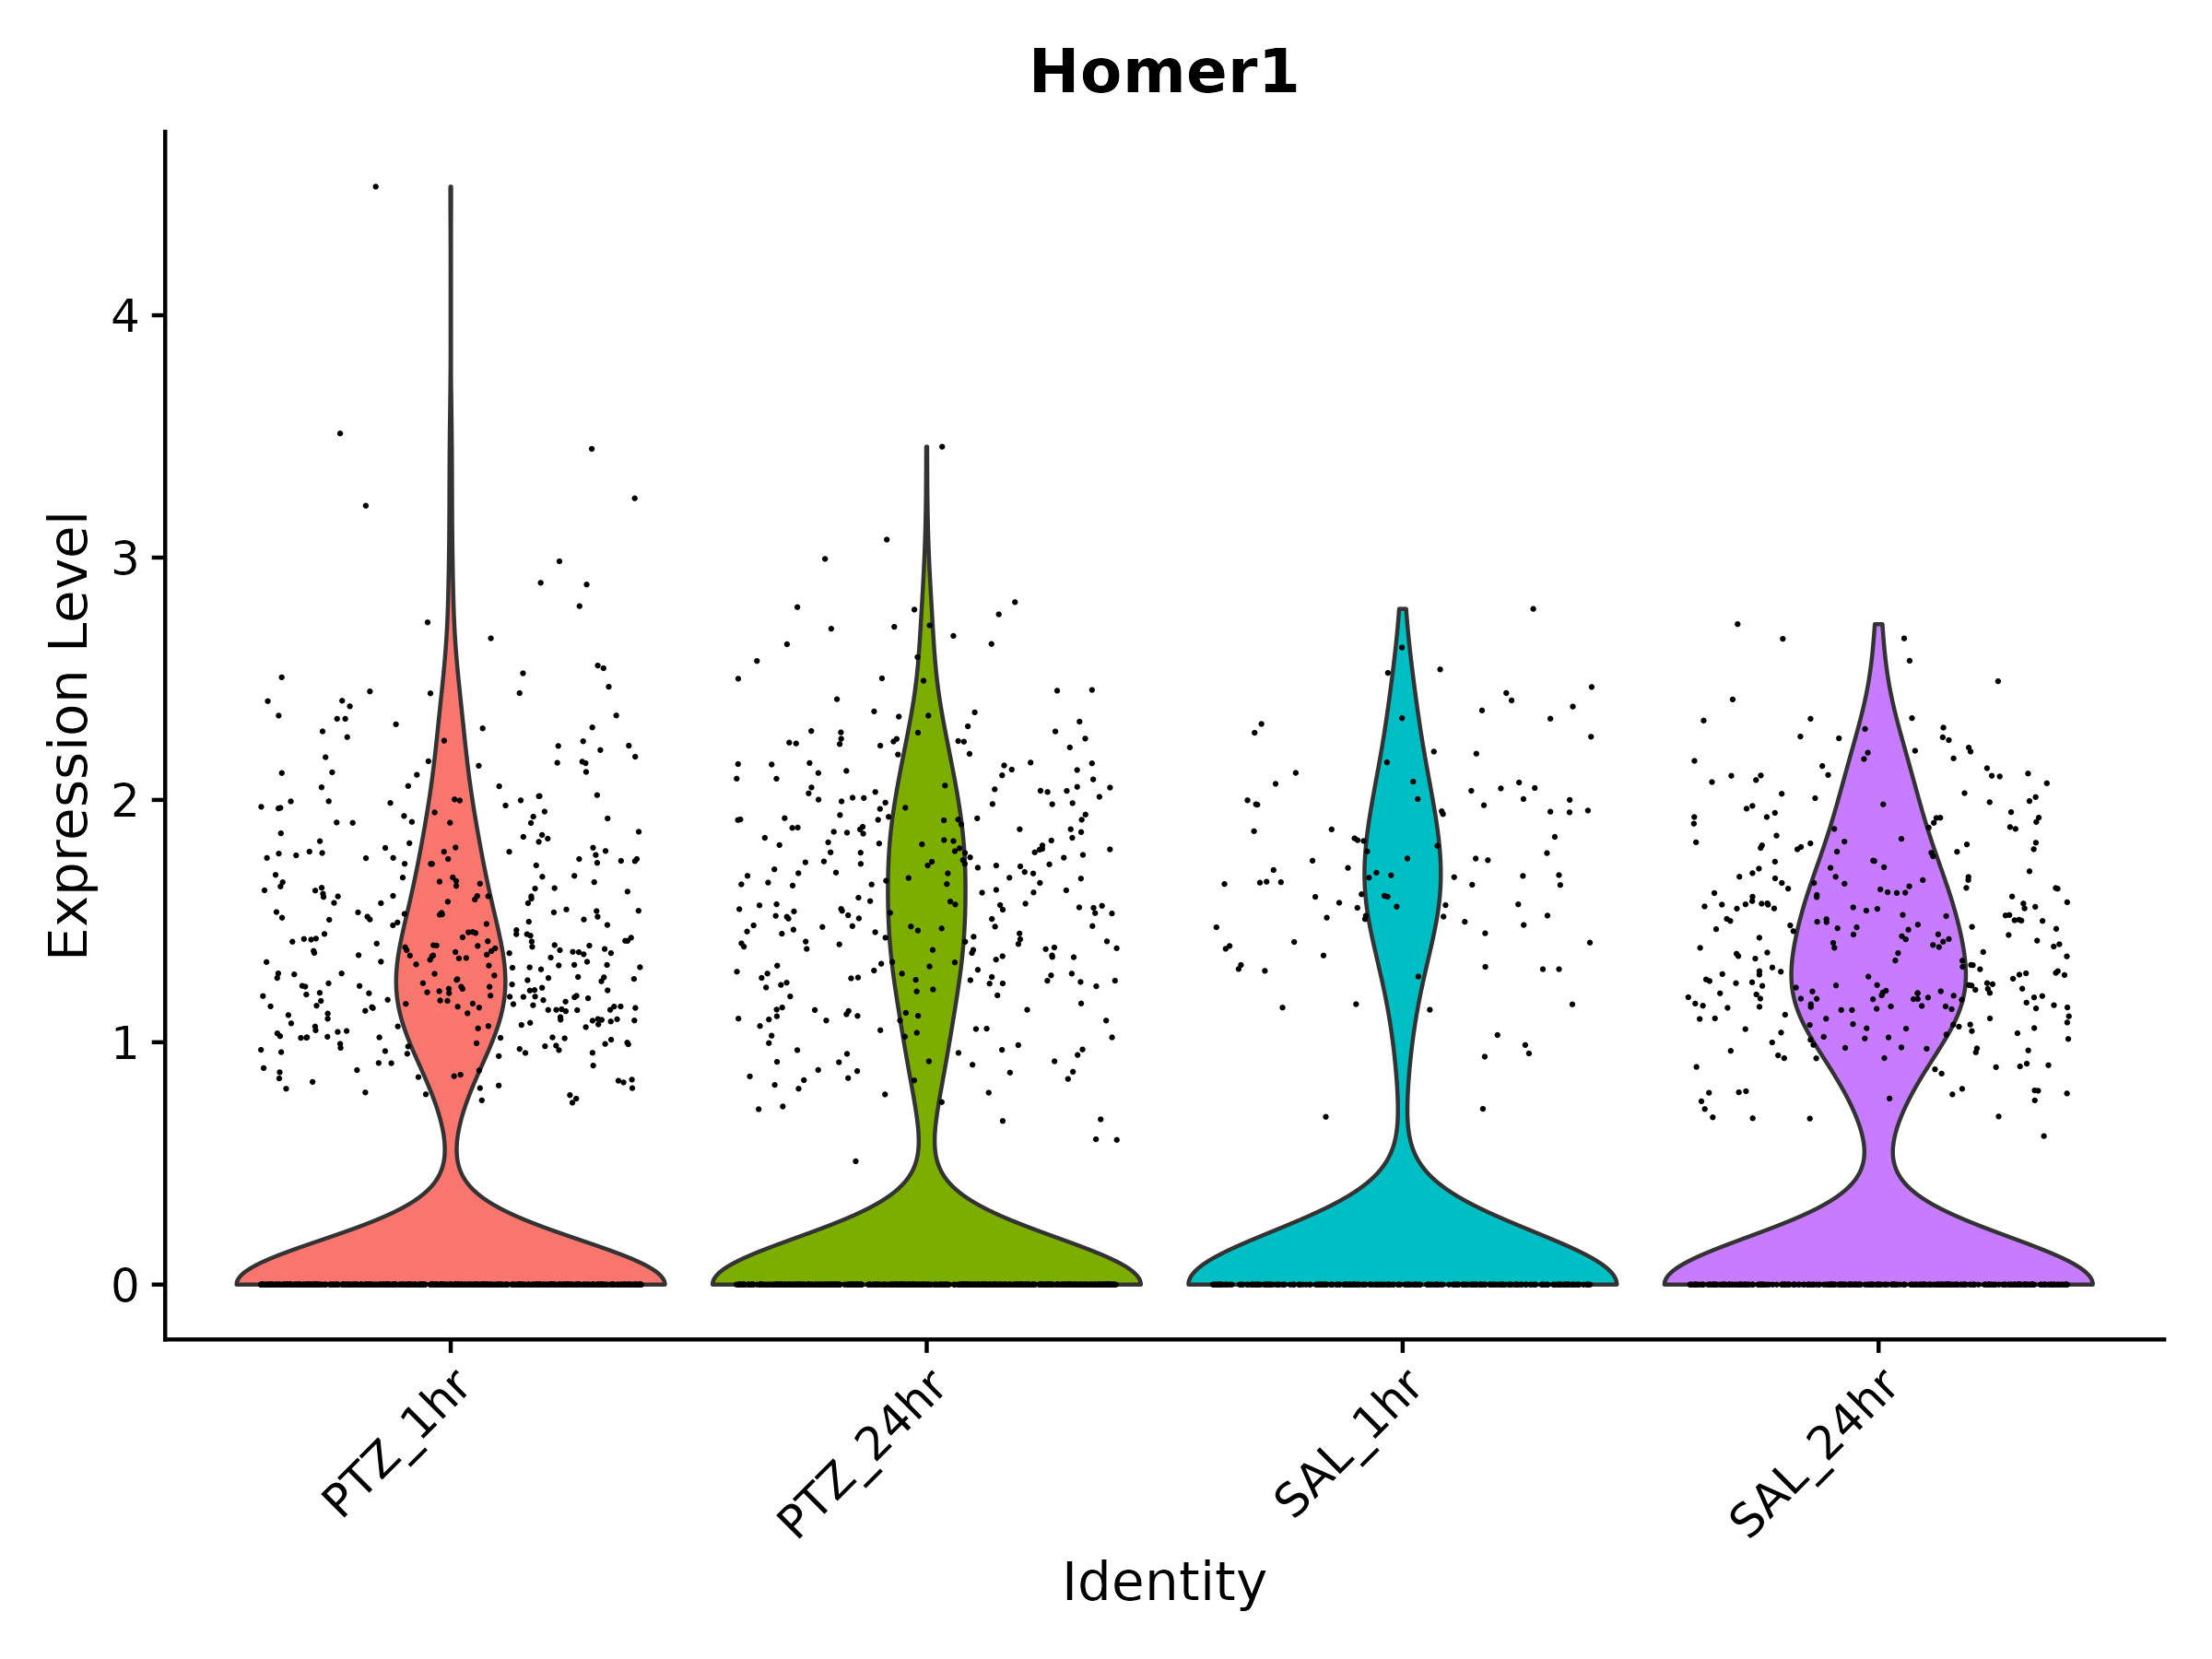 Homer1
Expression Level
4
3
2
1
0
PTZ_1hr
PTZ_24hr
SAL_1hr
SAL_24hr
Identity